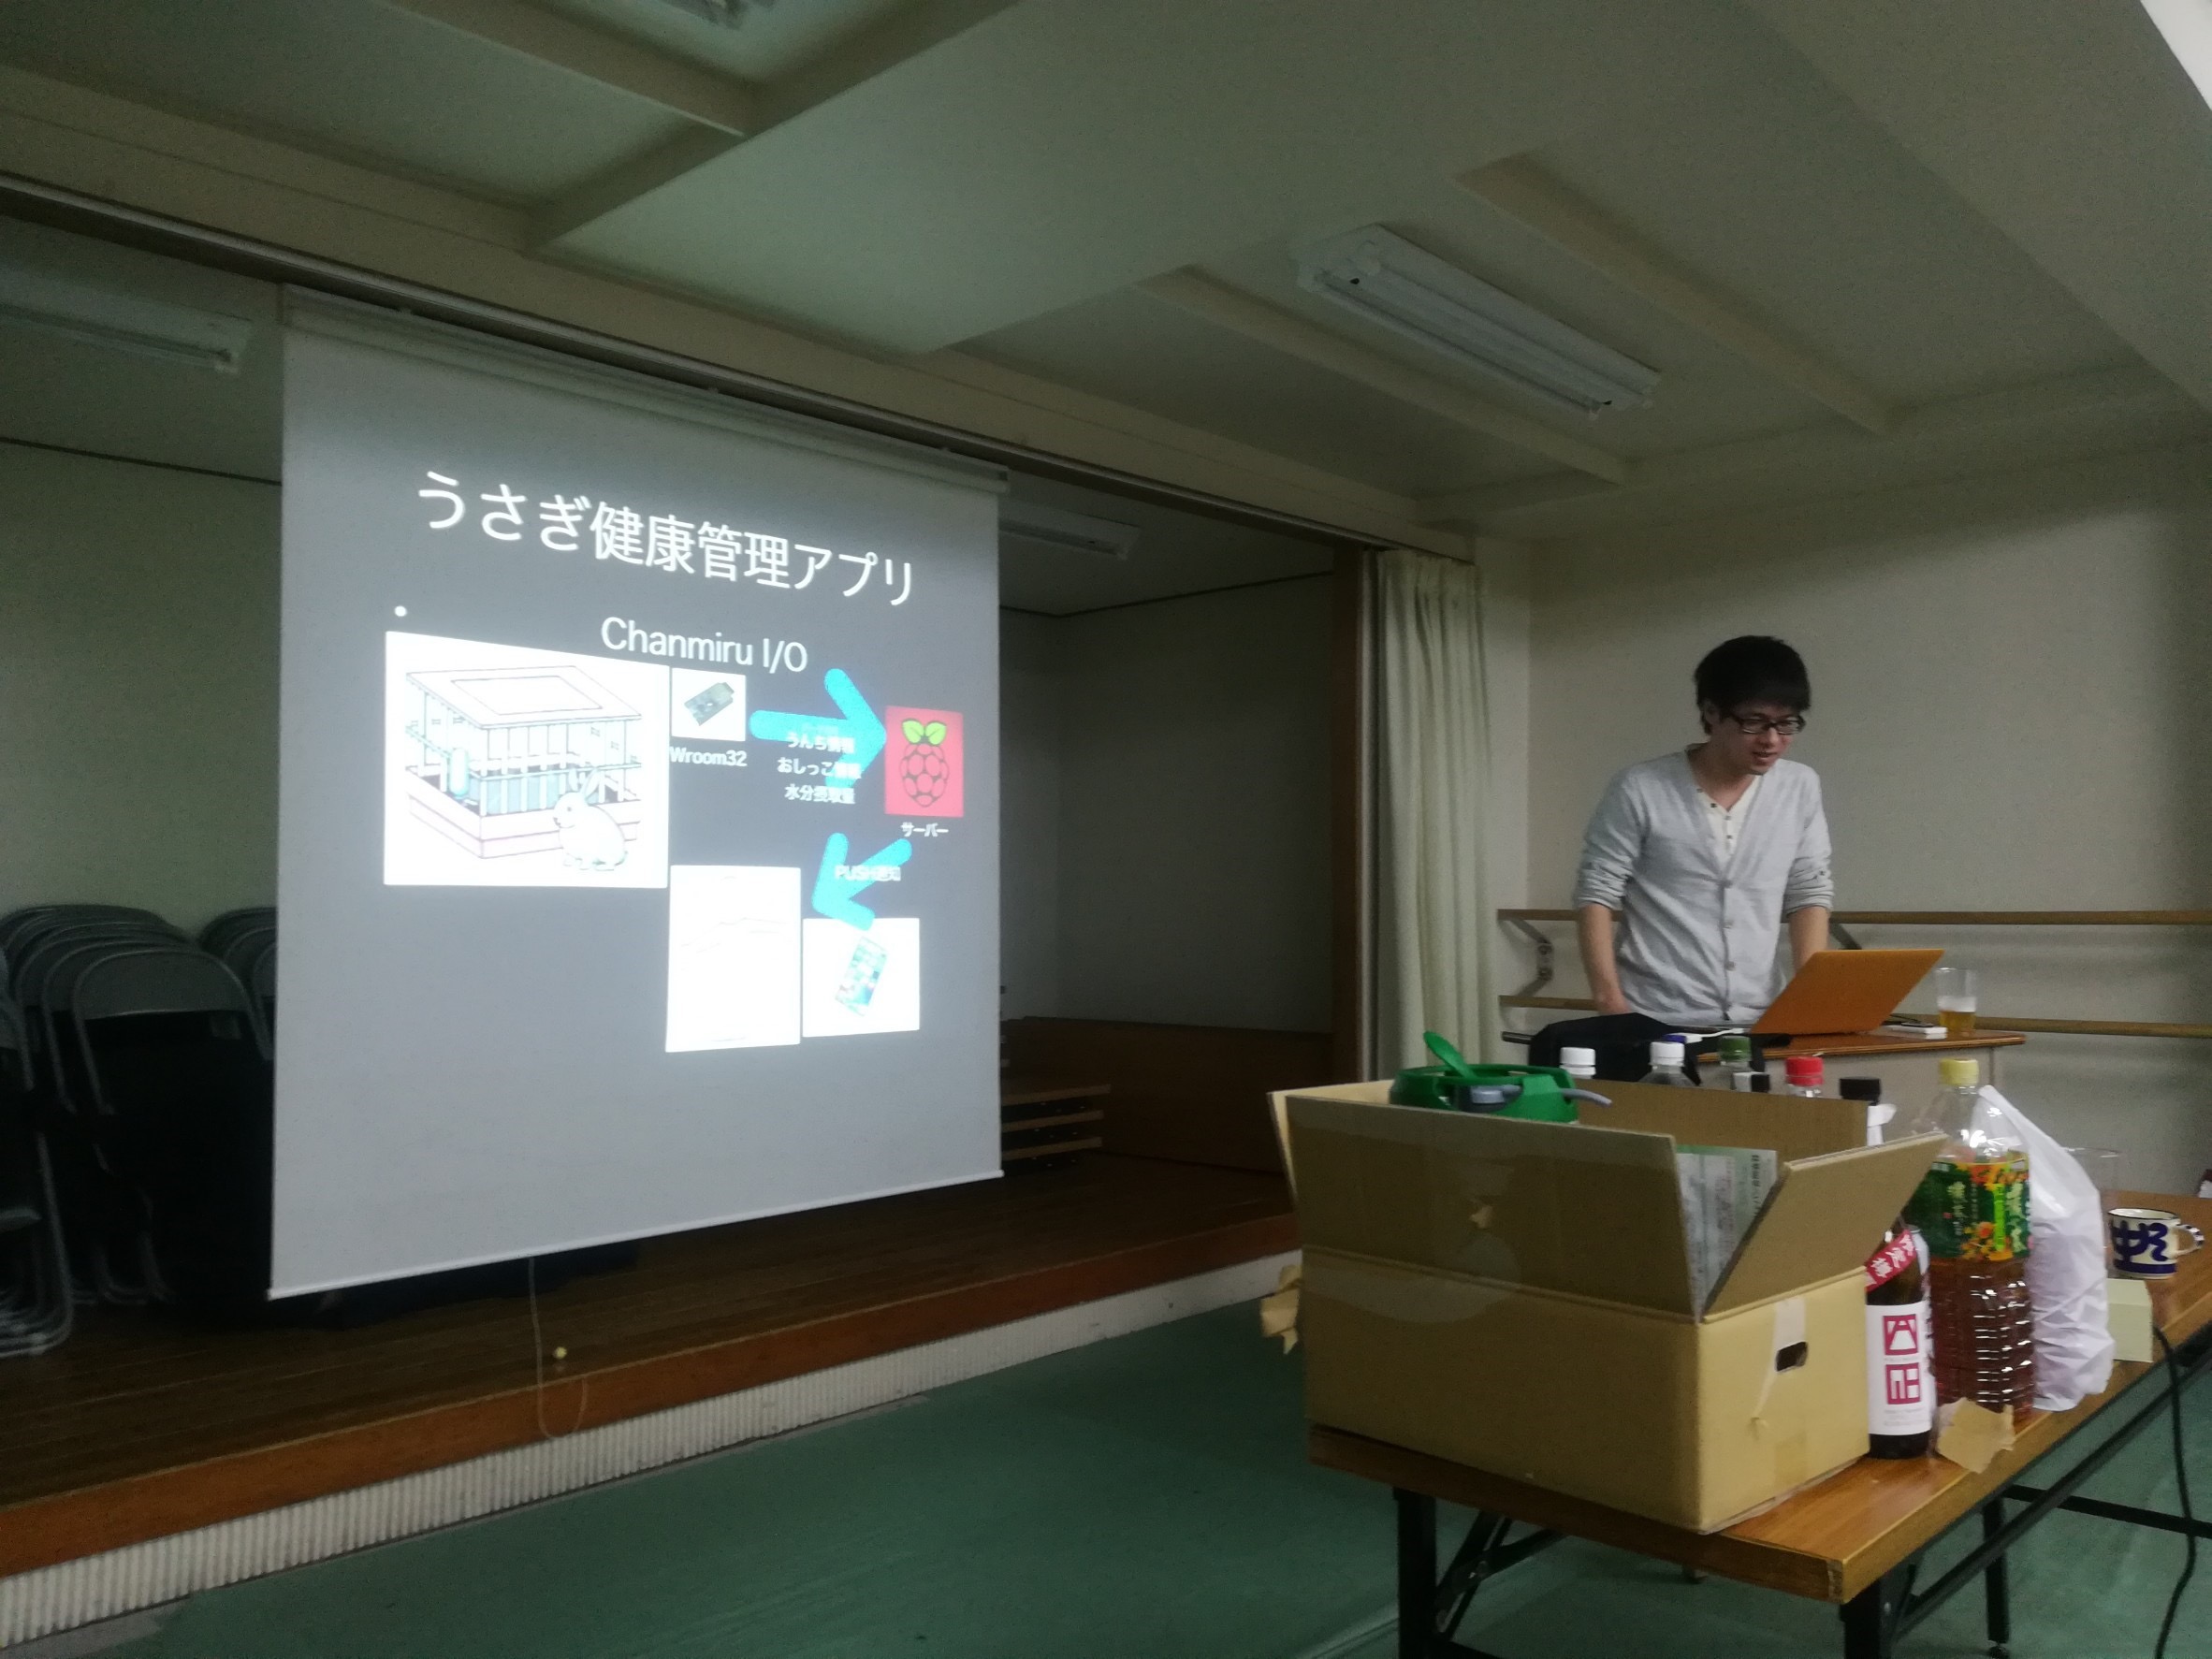 うさぎ健康管理アプリ
Chanmiru I/O
Wroom32
うんち情報
おしっこ情報
水分摂取量
サーバー
PUSH通知